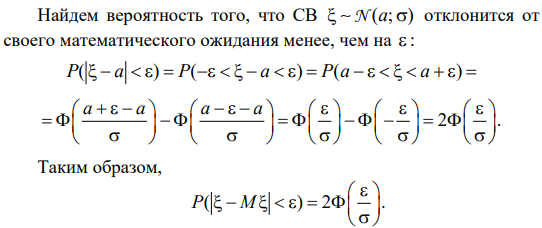 Найдем вероятность того, что СВ ξ ~ 𝒩(a; σ) отклонится от
своего математического ожидания менее, чем на ε:
P(|ξ − a| < ε) = P(−ε < ξ − a < ε) = P(a − ε < ξ < a + ε) =
= Φ((a + ε − a)/σ) − Φ((a − ε − a)/σ) = Φ(ε/σ) − Φ(−ε/σ) = 2Φ(ε/σ).
Таким образом,
P(|ξ − Mξ| < ε) = 2Φ(ε/σ).